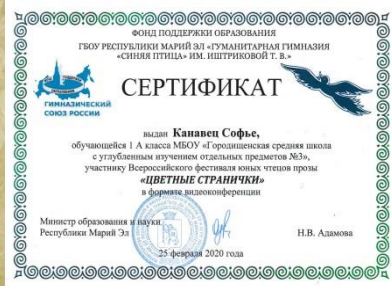 ФОНД ПОДДЕРЖКИ ОБРАЗОВАНИЯ
ГБОУ РЕСПУБЛИКИ МАРИЙ ЭЛ «ГУМАНИТАРНАЯ ГИМНАЗИЯ
«СИНЯЯ ПТИЦА» ИМ. ИШТРИКОВОЙ Т. В.»
СЕРТИФИКАТ
ГИМНАЗИЧЕСКИЙ
СОЮЗ РОССИИ
выдан Канавец Софье,
обучающейся 1 А класса МБОУ «Городищенская средняя школа
с углубленным изучением отдельных предметов №3»,
участнику Всероссийского фестиваля юных чтецов прозы
«ЦВЕТНЫЕ СТРАНИЧКИ»
в формате видеоконференции
Министр образования и науки
Республики Марий Эл
Н.В. Адамова
25 февраля 2020 года